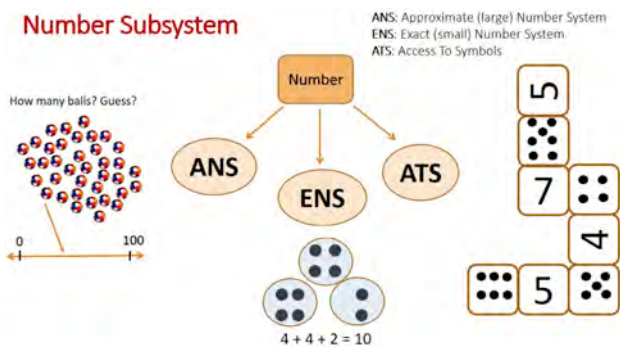 Number Subsystem
ANS: Approximate (large) Number System
ENS: Exact (small) Number System
ATS: Access To Symbols
Number
How many balls? Guess?
ANS
ENS
ATS
0
100
4 + 4 + 2 = 10
5
7
4
5